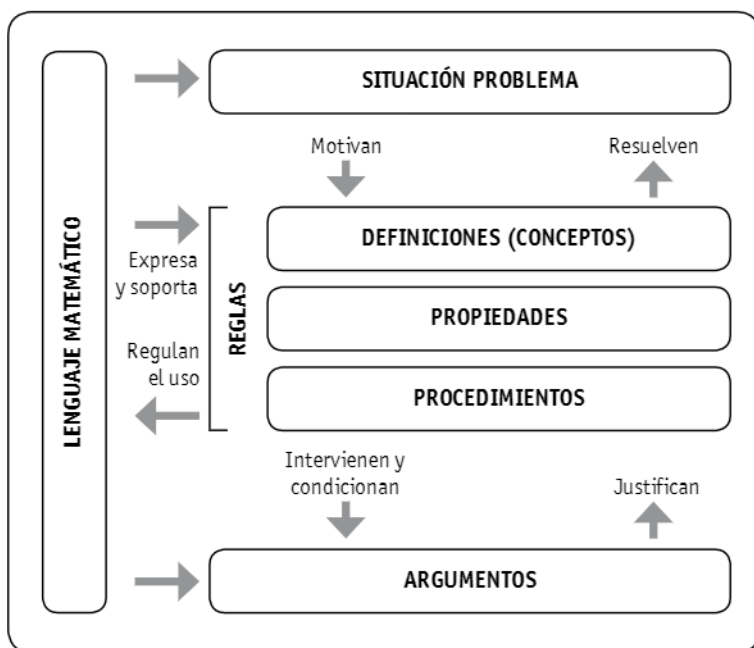 LENGUAJE MATEMÁTICO
SITUACIÓN PROBLEMA
Motivan
Resuelven
Expresa
y soporta
Regulan
el uso
REGLAS
DEFINICIONES (CONCEPTOS)
PROPIEDADES
PROCEDIMIENTOS
Intervienen y
condicionan
Justifican
ARGUMENTOS